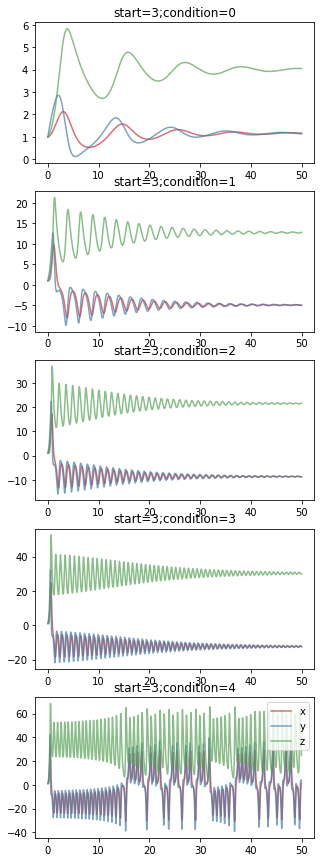 start=3;condition=0
6
5
4
3
2
1
0
0 10 20 30 40 50
start=3;condition=1
20
15
10
5
0
−5
−10
0 10 20 30 40 50
start=3;condition=2
30
20
10
0
−10
0 10 20 30 40 50
start=3;condition=3
40
20
0
−20
0 10 20 30 40 50
start=3;condition=4
60
40
20
0
−20
−40
x
y
z
0 10 20 30 40 50